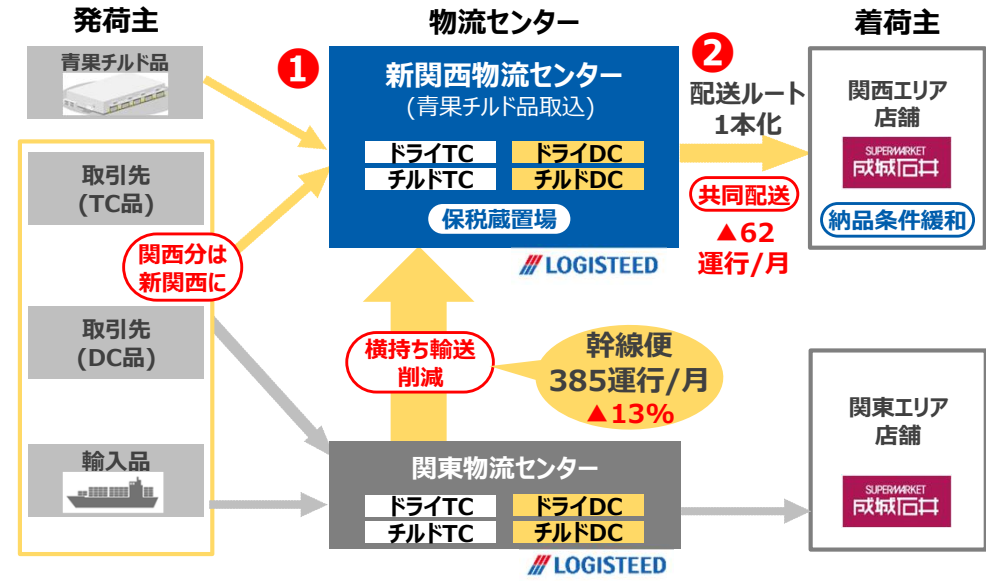 発荷主
物流センター
着荷主
青果チルド品
取引先
(TC品)
関西分は
新関西に
取引先
(DC品)
輸入品
❶
新関西物流センター
(青果チルド品取込)
ドライTC
ドライDC
チルドTC
チルドDC
保税蔵置場
LOGISTEED
❷
配送ルート
1本化
共同配送
▲62
運行/月
関西エリア
店舗
SUPERMARKET
成城石井
納品条件緩和
横持ち輸送
削減
幹線便
385運行/月
▲13%
関東物流センター
ドライTC
ドライDC
チルドTC
チルドDC
LOGISTEED
関東エリア
店舗
SUPERMARKET
成城石井